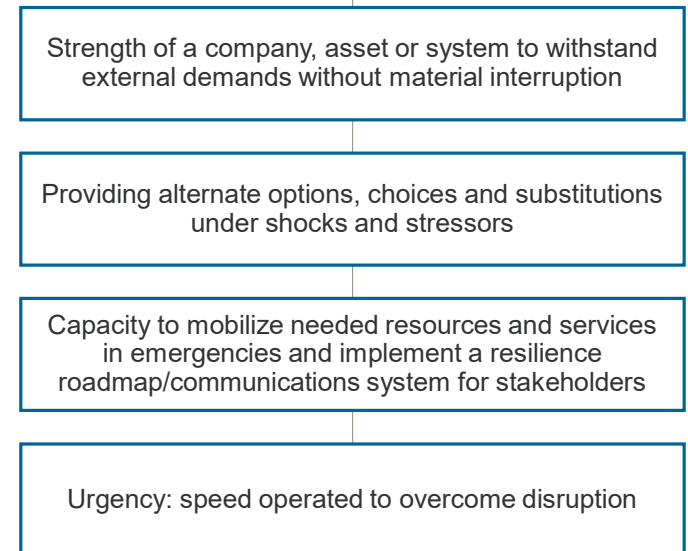 Strength of a company, asset or system to withstand
external demands without material interruption
Providing alternate options, choices and substitutions
under shocks and stressors
Capacity to mobilize needed resources and services
in emergencies and implement a resilience
roadmap/communications system for stakeholders
Urgency: speed operated to overcome disruption